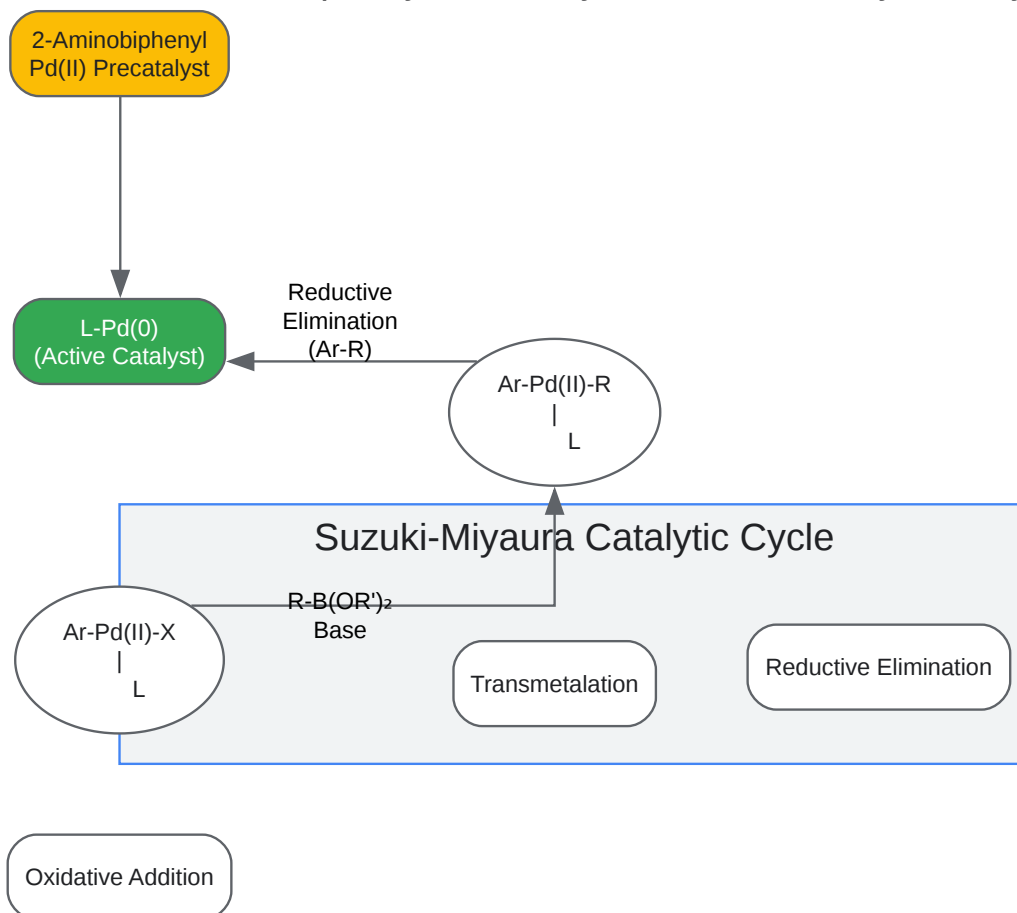 2-Aminobiphenyl
Pd(II) Precatalyst
L-Pd(0)
(Active Catalyst)
Reductive
Elimination
(Ar-R)
Ar-Pd(II)-R
|
L
Suzuki-Miyaura Catalytic Cycle
R-B(OR')₂
Base
Ar-Pd(II)-X
|
L
Transmetalation
Reductive Elimination
Oxidative Addition